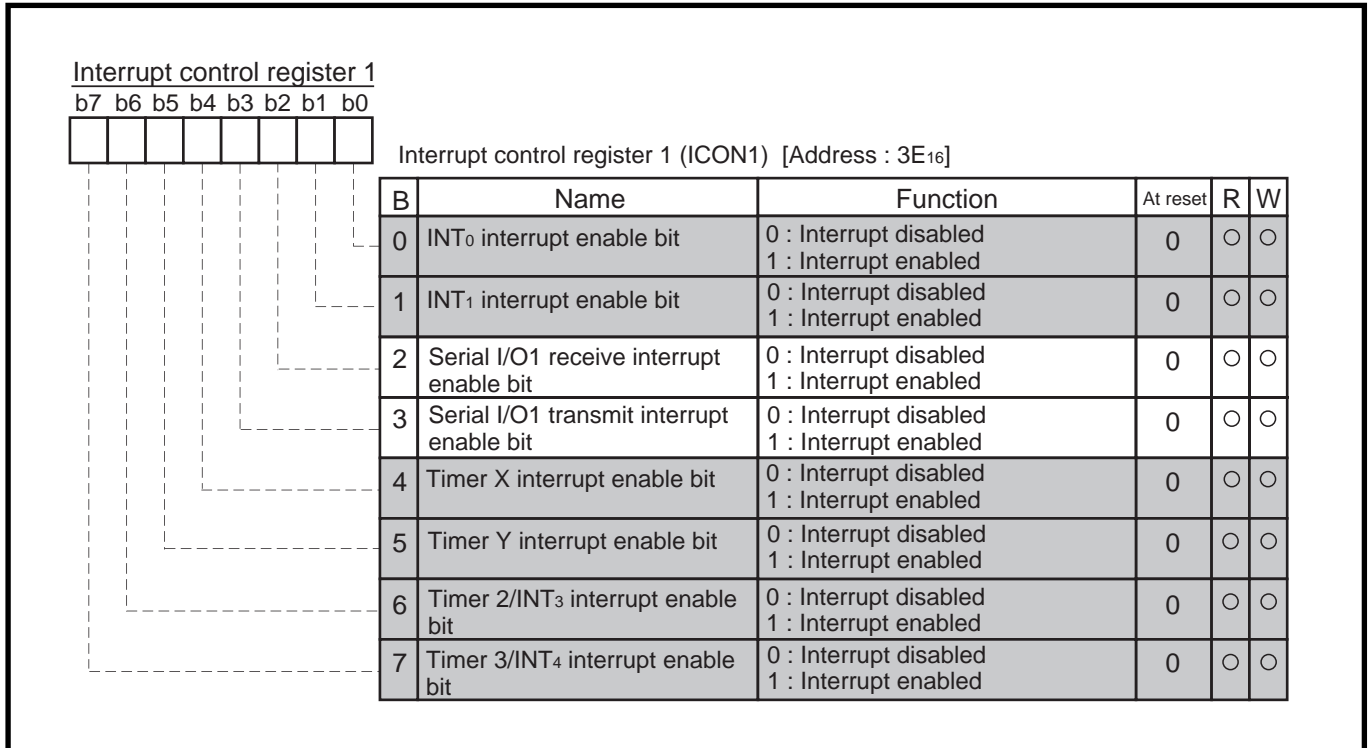 Interrupt control register 1
b7 b6 b5 b4 b3 b2 b1 b0
Interrupt control register 1 (ICON1) [Address : 3E16]
B Name Function At reset R W
0 INT0 interrupt enable bit 0 : Interrupt disabled 0 ○ ○
1 : Interrupt enabled
1 INT1 interrupt enable bit 0 : Interrupt disabled 0 ○ ○
1 : Interrupt enabled
2 Serial I/O1 receive interrupt 0 : Interrupt disabled 0 ○ ○
enable bit 1 : Interrupt enabled
3 Serial I/O1 transmit interrupt 0 : Interrupt disabled 0 ○ ○
enable bit 1 : Interrupt enabled
4 Timer X interrupt enable bit 0 : Interrupt disabled 0 ○ ○
1 : Interrupt enabled
5 Timer Y interrupt enable bit 0 : Interrupt disabled 0 ○ ○
1 : Interrupt enabled
6 Timer 2/INT3 interrupt enable 0 : Interrupt disabled 0 ○ ○
bit 1 : Interrupt enabled
7 Timer 3/INT4 interrupt enable 0 : Interrupt disabled 0 ○ ○
bit 1 : Interrupt enabled